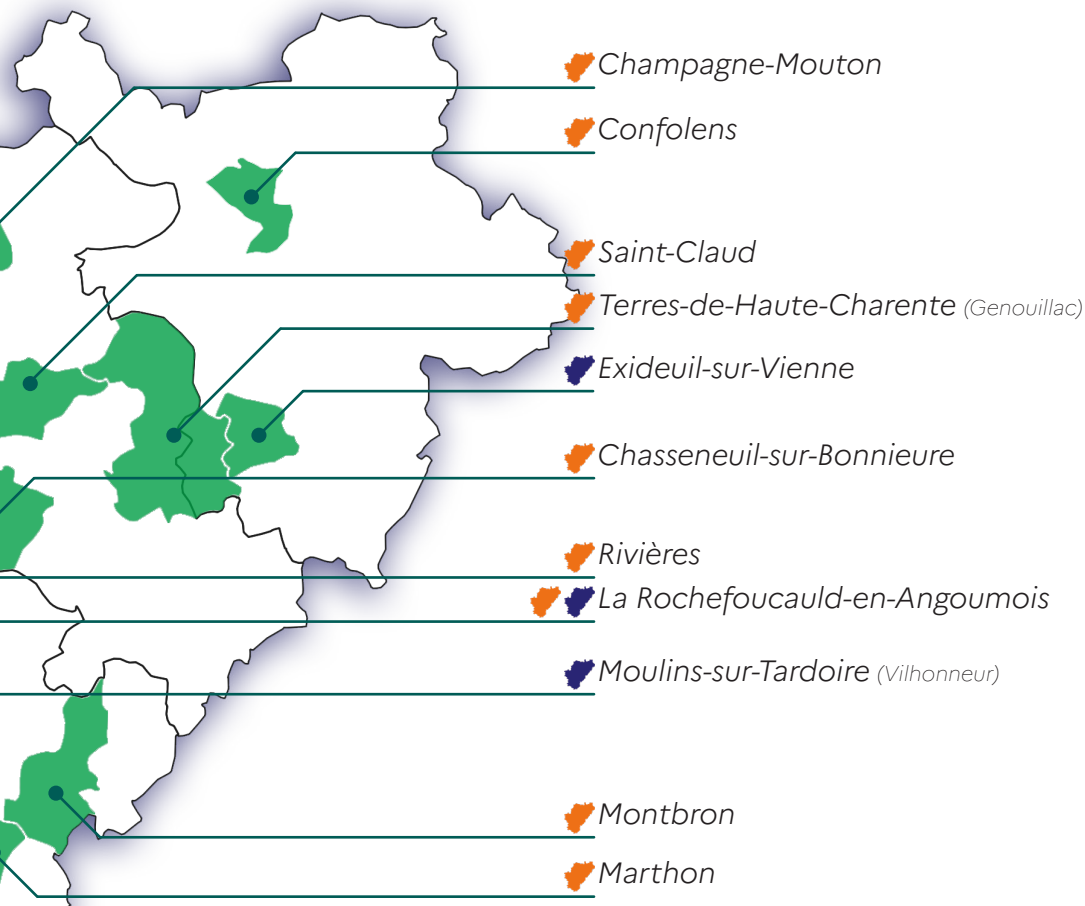 Champagne-Mouton
Confolens
Saint-Claud
Terres-de-Haute-Charente (Genouillac)
Exideuil-sur-Vienne
Chasseneuil-sur-Bonnieure
Rivières
La Rochefoucauld-en-Angoumois
Moulins-sur-Tardoire (Vilhonneur)
Montbron
Marthon